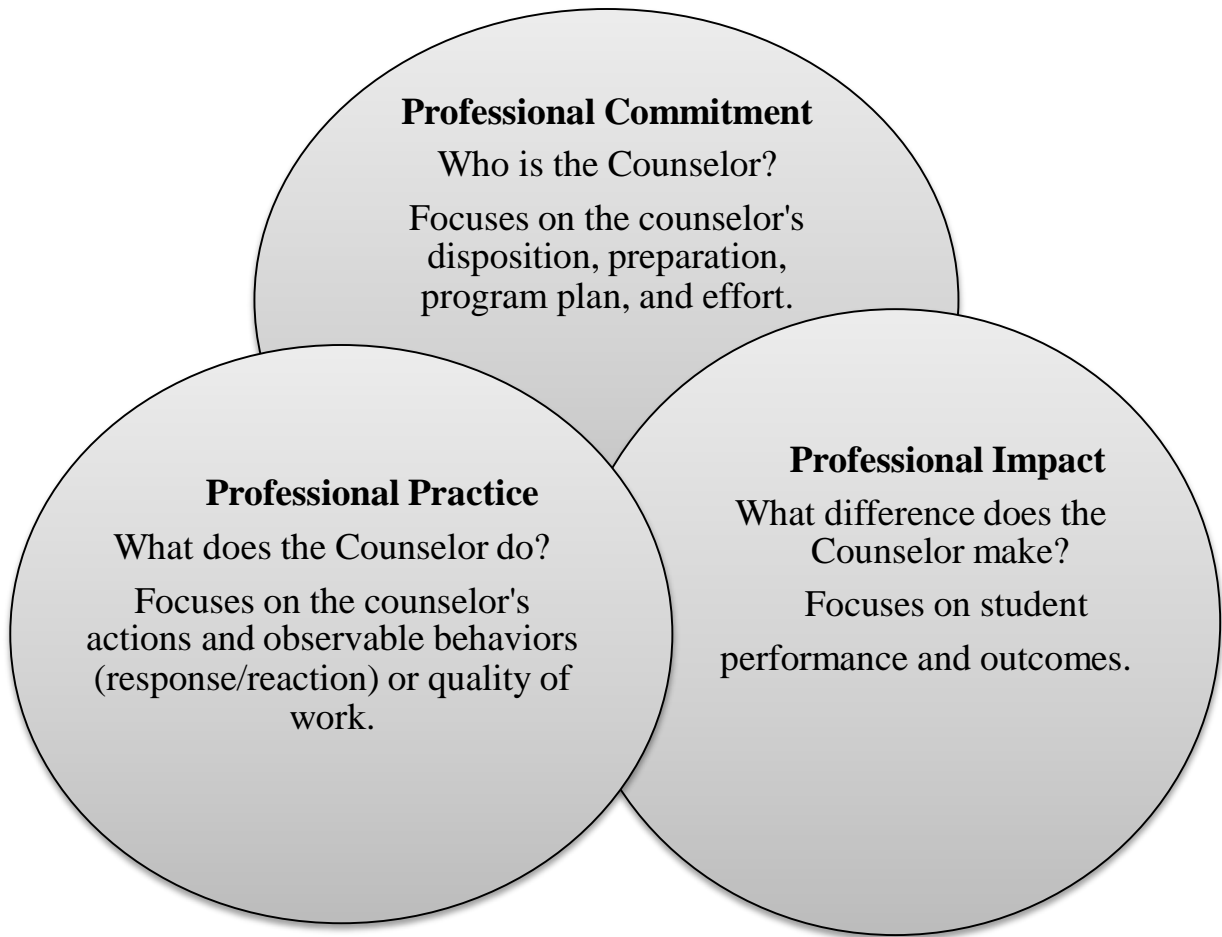 Professional Commitment
Who is the Counselor?
Focuses on the counselor's
disposition, preparation,
program plan, and effort.
Professional Practice
What does the Counselor do?
Focuses on the counselor's
actions and observable behaviors
(response/reaction) or quality of
work.
Professional Impact
What difference does the
Counselor make?
Focuses on student
performance and outcomes.